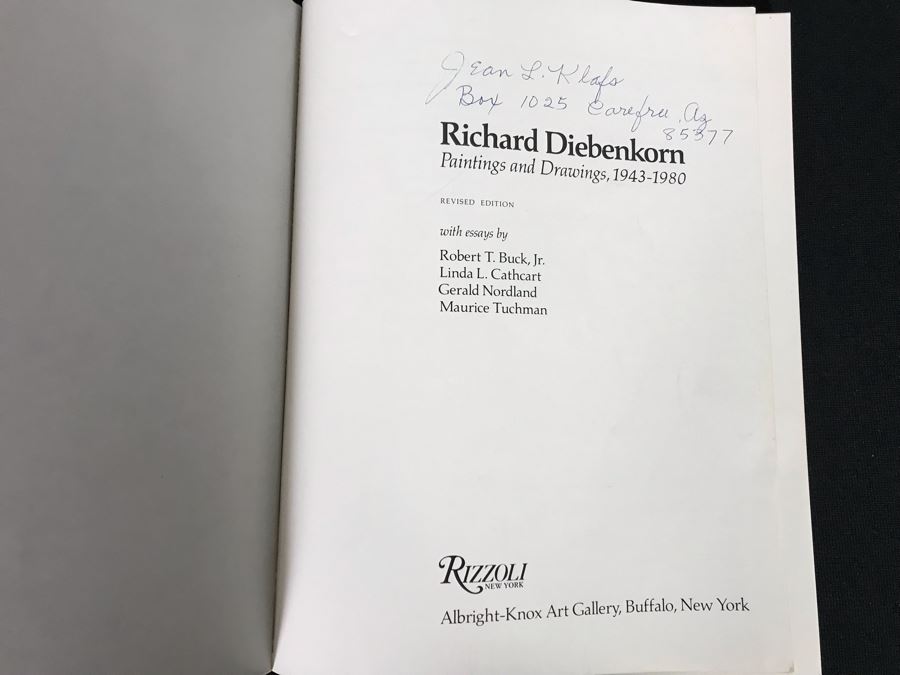 Jean L. Klafs
Box 1025 Carefree, Az
85377
Richard Diebenkorn
Paintings and Drawings, 1943-1980
REVISED EDITION
with essays by
Robert T. Buck, Jr.
Linda L. Cathcart
Gerald Nordland
Maurice Tuchman
RIZZOLI
NEW YORK
Albright-Knox Art Gallery, Buffalo, New York